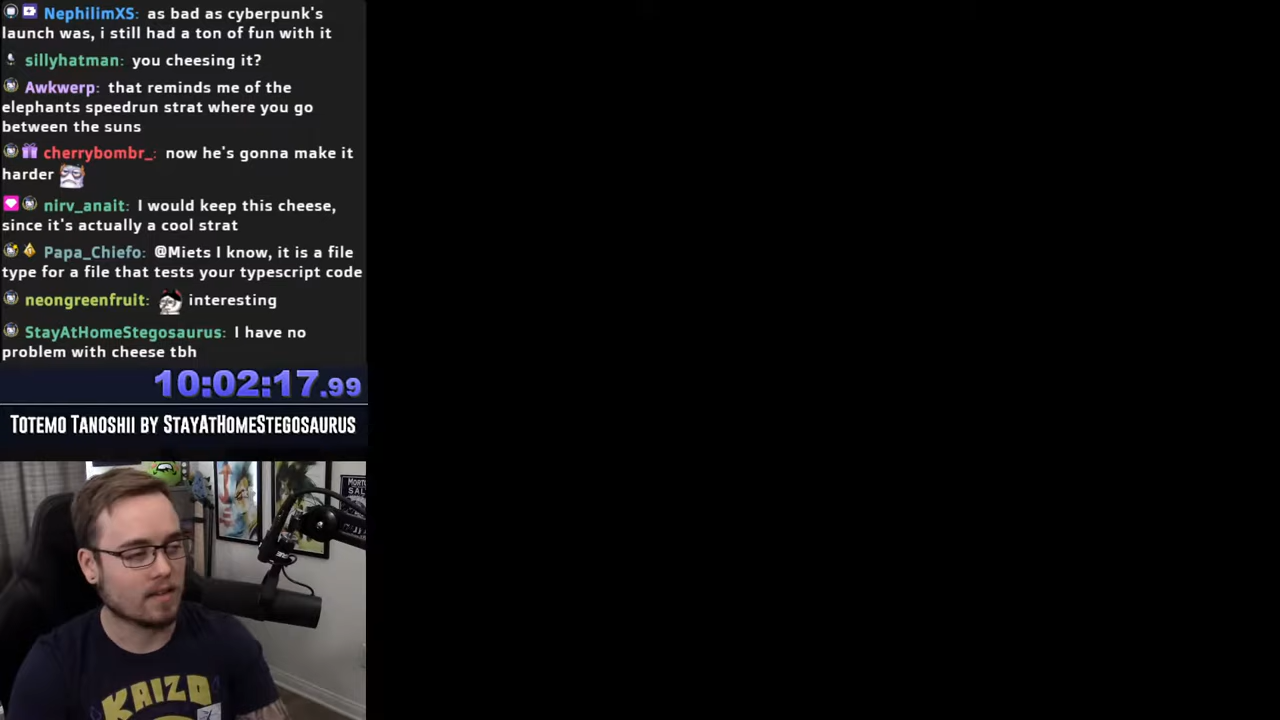 NephilimXS: as bad as cyberpunk's
launch was, i still had a ton of fun with it
sillyhatman: you cheesing it?
Awkwerp: that reminds me of the
elephants speedrun strat where you go
between the suns
cherrybombr_: now he's gonna make it
harder
nirv_anait: I would keep this cheese,
since it's actually a cool strat
Papa_Chiefo: @Miets I know, it is a file
type for a file that tests your typescript code
neongreenfruit: interesting
StayAtHomeStegosaurus: I have no
problem with cheese tbh
10:02:17.99
TOTEMO TANOSHII BY STAYATHOMESTEGOSAURUS
KAIZO